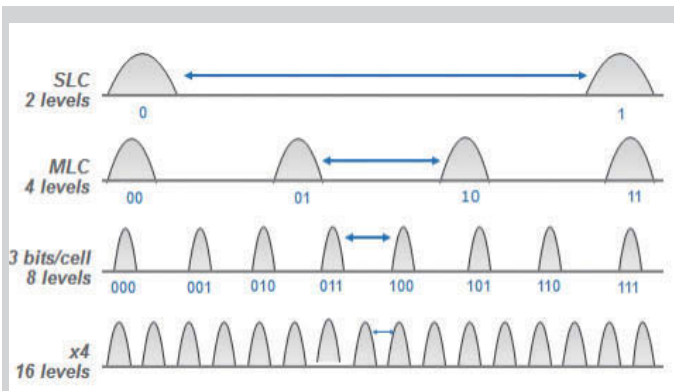 SLC
2 levels
0 1
MLC
4 levels
00 01 10 11
3 bits/cell
8 levels
000 001 010 011 100 101 110 111
x4
16 levels